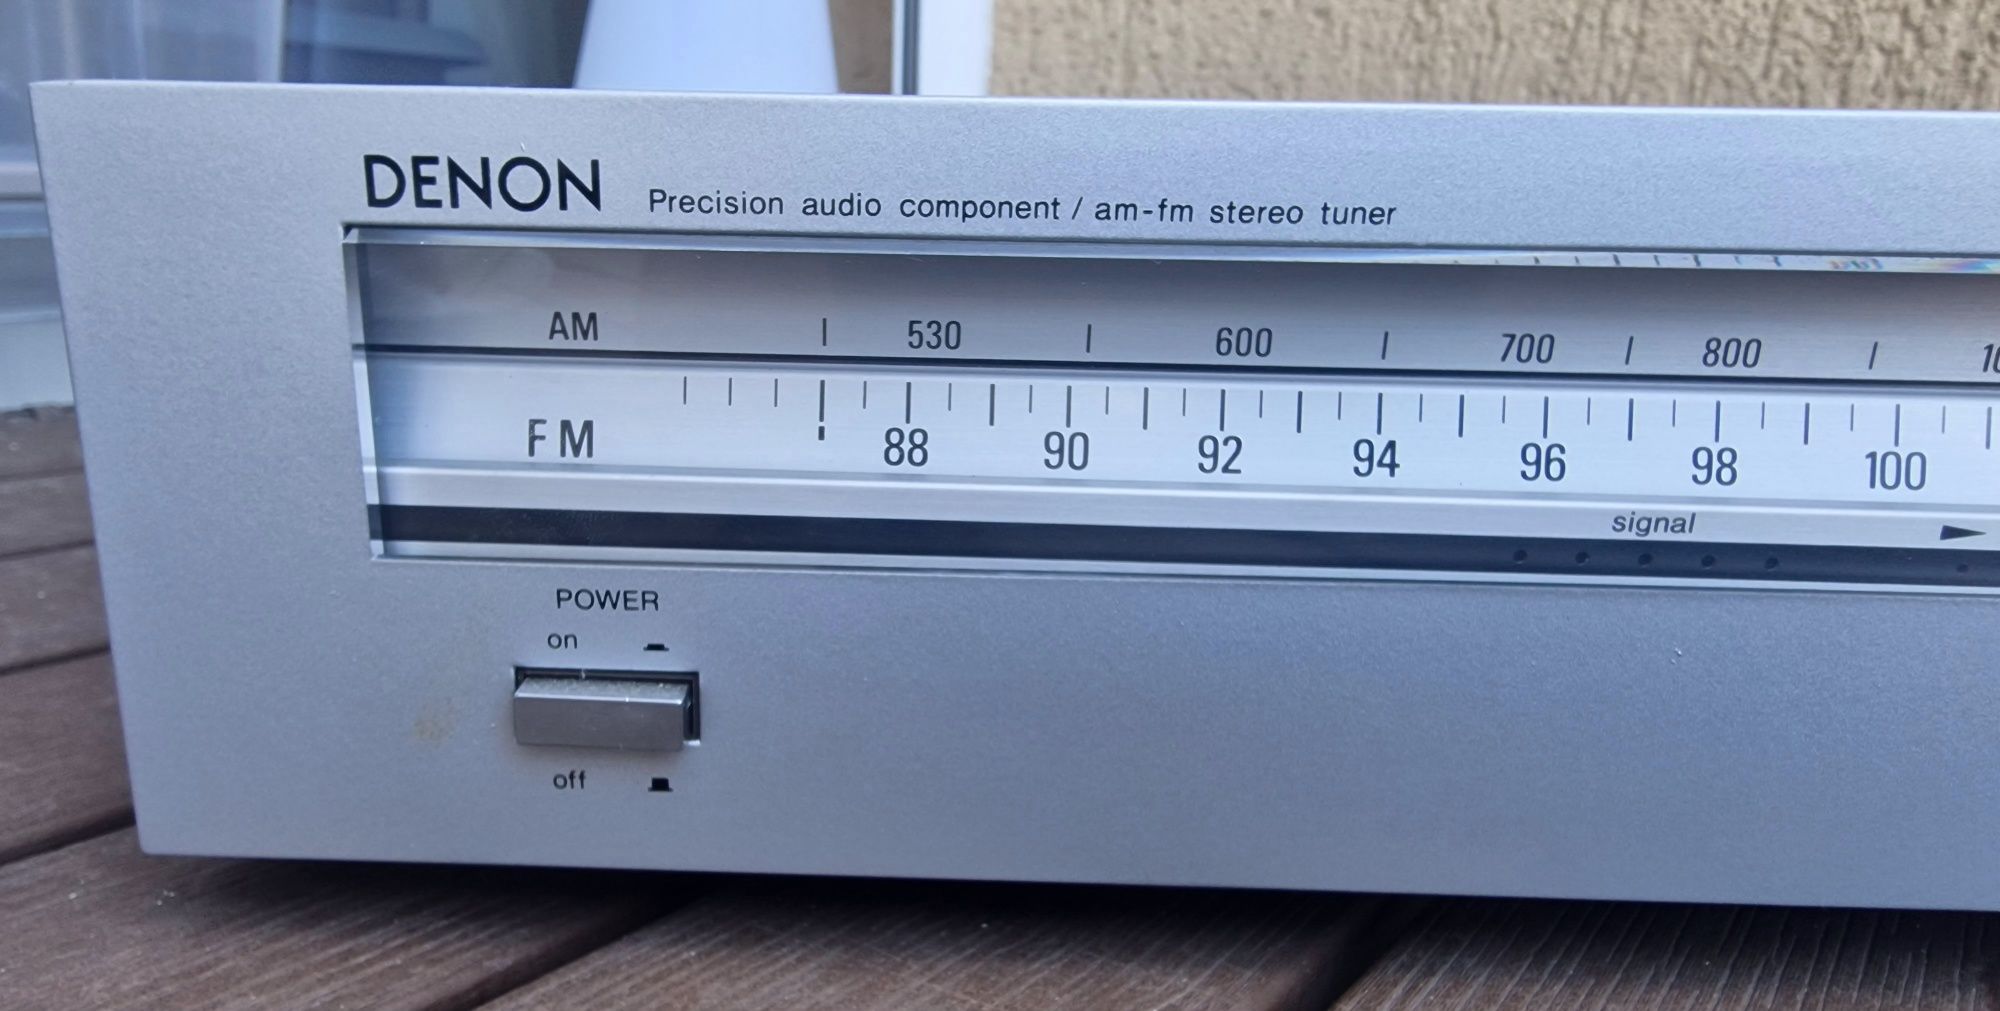 DENON Precision audio component / am-fm stereo tuner
AM 530 600 700 800
FM 88 90 92 94 96 98 100
signal
POWER
on
off